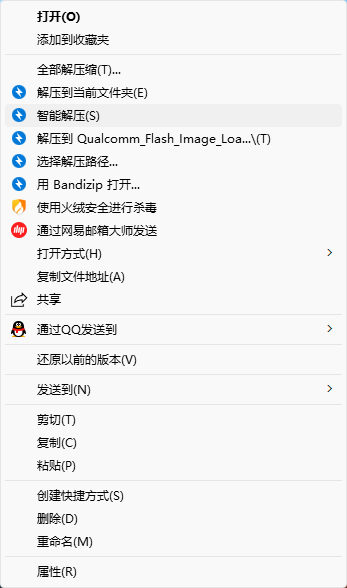 打开(O)
添加到收藏夹
全部解压缩(T)...
解压到当前文件夹(E)
智能解压(S)
解压到 Qualcomm_Flash_Image_Loa...\(T)
选择解压路径...
用 Bandizip 打开...
使用火绒安全进行杀毒
通过网易邮箱大师发送
打开方式(H)
复制文件地址(A)
共享
通过QQ发送到
还原以前的版本(V)
发送到(N)
剪切(T)
复制(C)
粘贴(P)
创建快捷方式(S)
删除(D)
重命名(M)
属性(R)